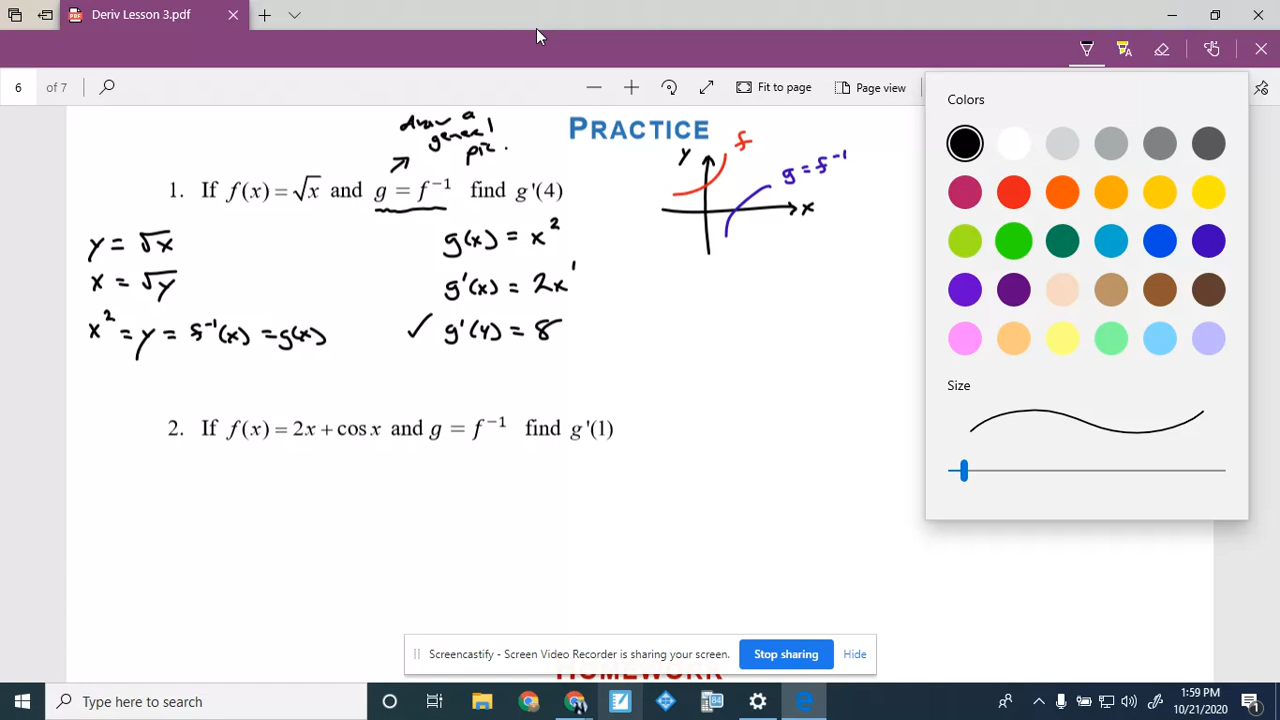 Deriv Lesson 3.pdf
6 of 7
Fit to page
Page view
Colors
Size
PRACTICE
draw a
general
pic.
1. If f(x) = √x and g = f⁻¹ find g'(4)
y = √x
x = √y
x² = y = f⁻¹(x) = g(x)
g(x) = x²
g'(x) = 2x¹
✓ g'(4) = 8
y
f
g = f⁻¹
x
2. If f(x) = 2x + cos x and g = f⁻¹ find g'(1)
Screencastify - Screen Video Recorder is sharing your screen.
Stop sharing
Hide
HOMEWORK
Type here to search
1:59 PM
10/21/2020